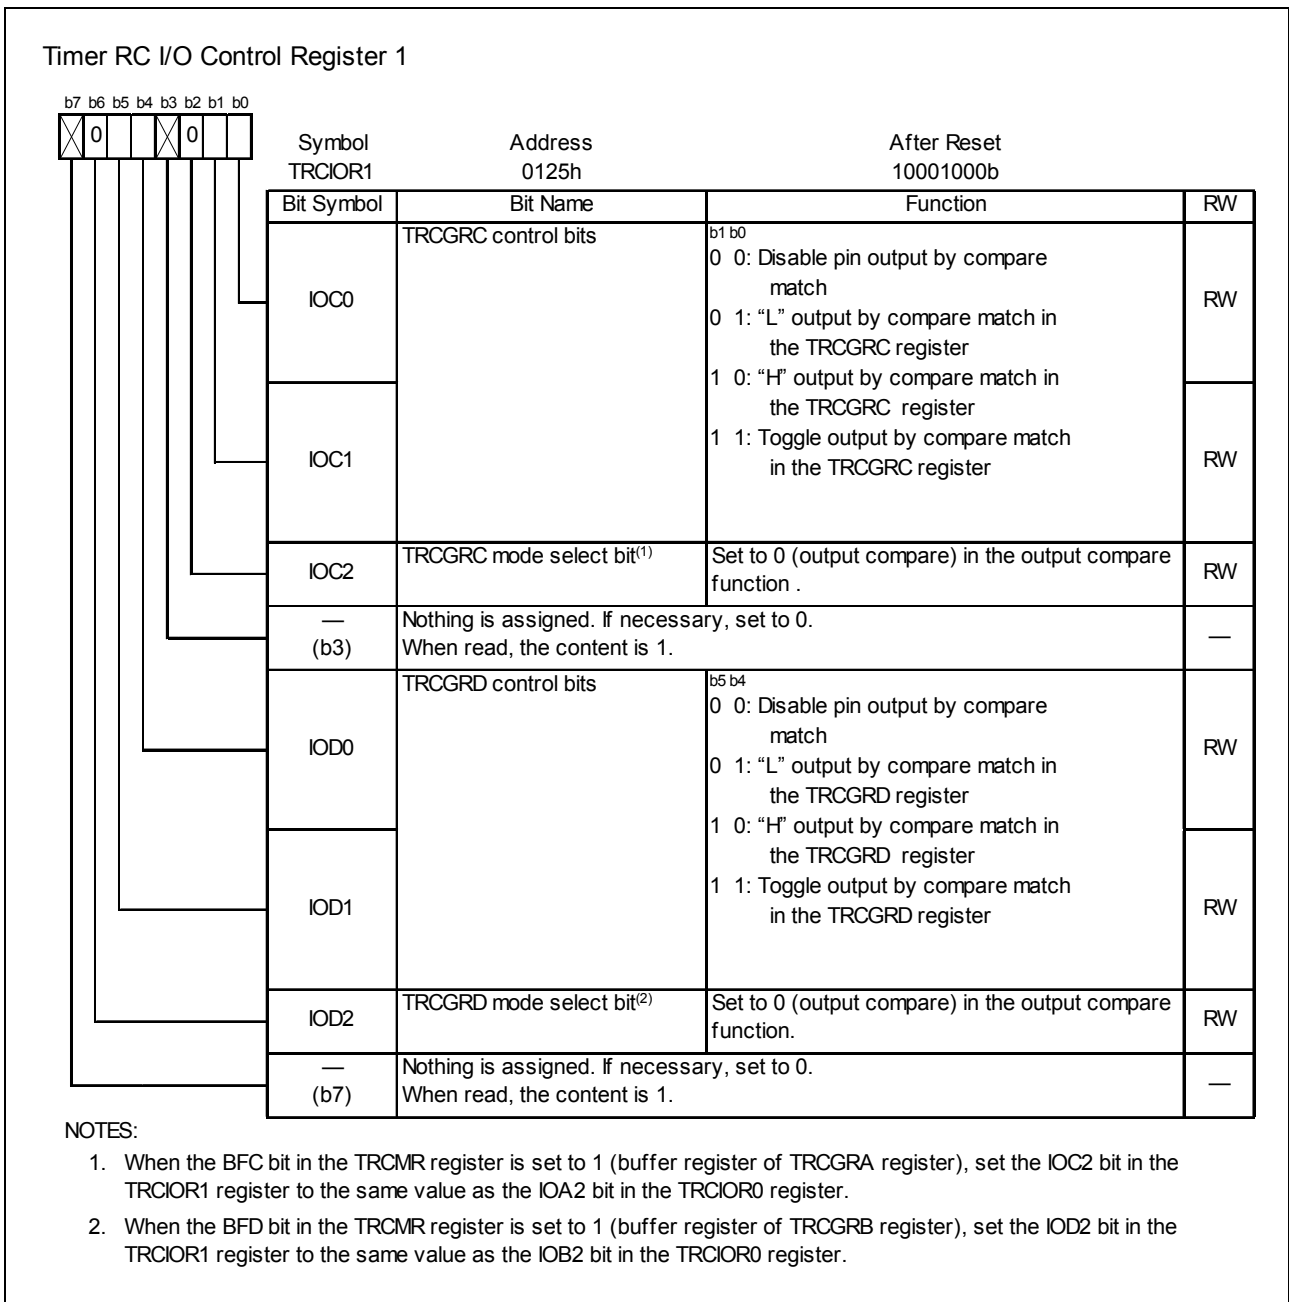 Timer RC I/O Control Register 1
b7 b6 b5 b4 b3 b2 b1 b0
0 0
Symbol Address After Reset
TRCIOR1 0125h 10001000b
Bit Symbol Bit Name Function RW
IOC0 TRCGRC control bits b1 b0 RW
0 0: Disable pin output by compare
match
0 1: “L” output by compare match in
the TRCGRC register
1 0: “H” output by compare match in
the TRCGRC register
IOC1 1 1: Toggle output by compare match RW
in the TRCGRC register
IOC2 TRCGRC mode select bit(1) Set to 0 (output compare) in the output compare RW
function .
— Nothing is assigned. If necessary, set to 0. —
(b3) When read, the content is 1.
IOD0 TRCGRD control bits b5 b4 RW
0 0: Disable pin output by compare
match
0 1: “L” output by compare match in
the TRCGRD register
1 0: “H” output by compare match in
the TRCGRD register
IOD1 1 1: Toggle output by compare match RW
in the TRCGRD register
IOD2 TRCGRD mode select bit(2) Set to 0 (output compare) in the output compare RW
function.
— Nothing is assigned. If necessary, set to 0. —
(b7) When read, the content is 1.
NOTES:
1. When the BFC bit in the TRCMR register is set to 1 (buffer register of TRCGRA register), set the IOC2 bit in the
TRCIOR1 register to the same value as the IOA2 bit in the TRCIOR0 register.
2. When the BFD bit in the TRCMR register is set to 1 (buffer register of TRCGRB register), set the IOD2 bit in the
TRCIOR1 register to the same value as the IOB2 bit in the TRCIOR0 register.